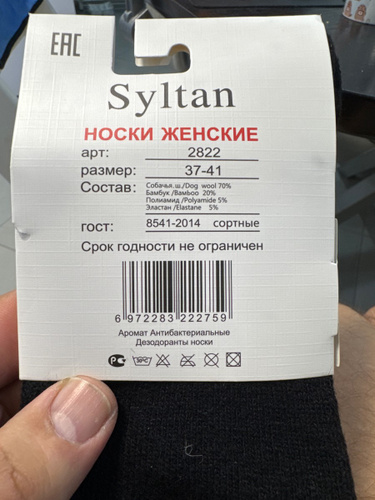 EAC
Syltan
НОСКИ ЖЕНСКИЕ
арт: 2822
размер: 37-41
Состав: Собачья. ш./Dog wool 70%
Бамбук /Bamboo 20%
Полиамид /Polyamide 5%
Эластан /Elastane 5%
гост: 8541-2014 сортные
Срок годности не ограничен
6 972283 222759
Аромат Антибактериальные
Дезодоранты носки